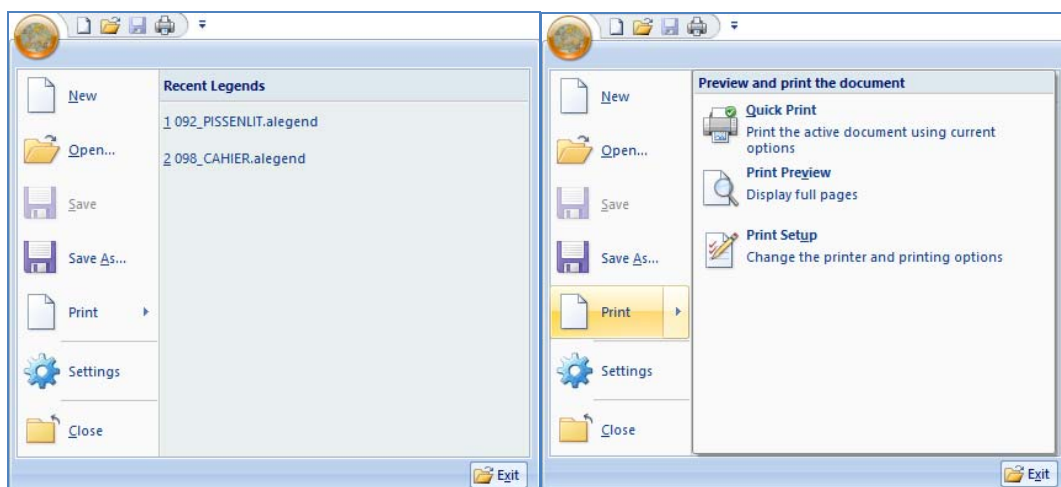 New
Open...
Save
Save As...
Print
Settings
Close
Recent Legends
1 092_PISSENLIT.alegend
2 098_CAHIER.alegend
Exit
New
Open...
Save
Save As...
Print
Settings
Close
Preview and print the document
Quick Print
Print the active document using current
options
Print Preview
Display full pages
Print Setup
Change the printer and printing options
Exit